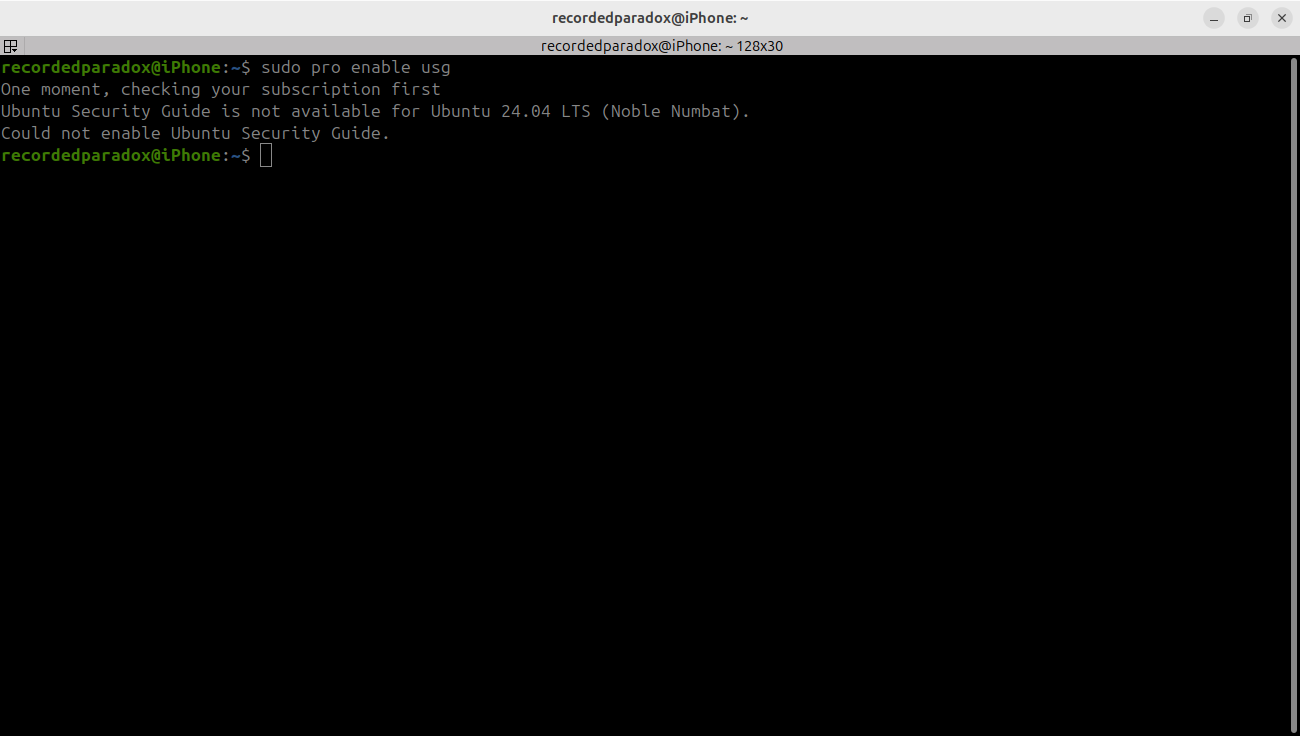 recordedparadox@iPhone: ~
recordedparadox@iPhone: ~ 128x30
recordedparadox@iPhone:~$ sudo pro enable usg
One moment, checking your subscription first
Ubuntu Security Guide is not available for Ubuntu 24.04 LTS (Noble Numbat).
Could not enable Ubuntu Security Guide.
recordedparadox@iPhone:~$